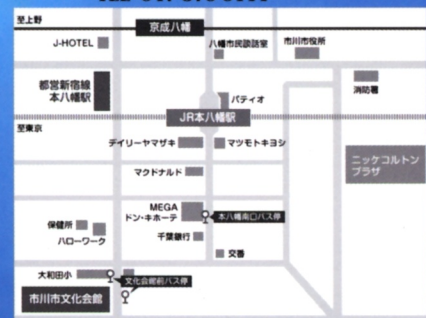 至上野
京成八幡
J-HOTEL
八幡市民談話室
市川市役所
都営新宿線
本八幡駅
パティオ
消防署
JR本八幡駅
至東京
デイリーヤマザキ
マツモトキヨシ
マクドナルド
ニッケコルトン
プラザ
MEGA
ドン・キホーテ
本八幡南口バス停
保健所
ハローワーク
千葉銀行
交番
大和田小
文化会館前バス停
市川市文化会館